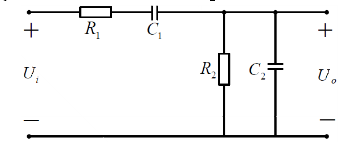 + R₁ C₁ +
Uᵢ R₂ C₂ Uₒ
− −